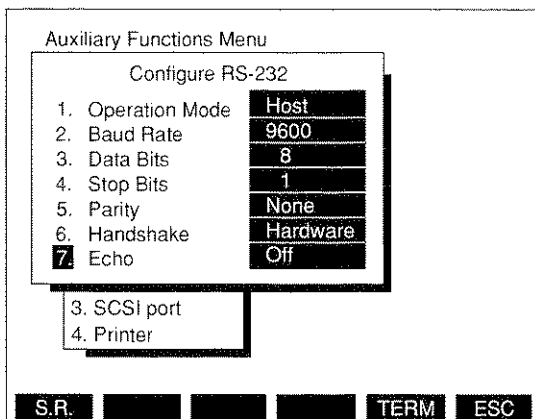 Auxiliary Functions Menu
Configure RS-232
1. Operation Mode Host
2. Baud Rate 9600
3. Data Bits 8
4. Stop Bits 1
5. Parity None
6. Handshake Hardware
7. Echo Off
3. SCSI port
4. Printer
S.R. TERM ESC